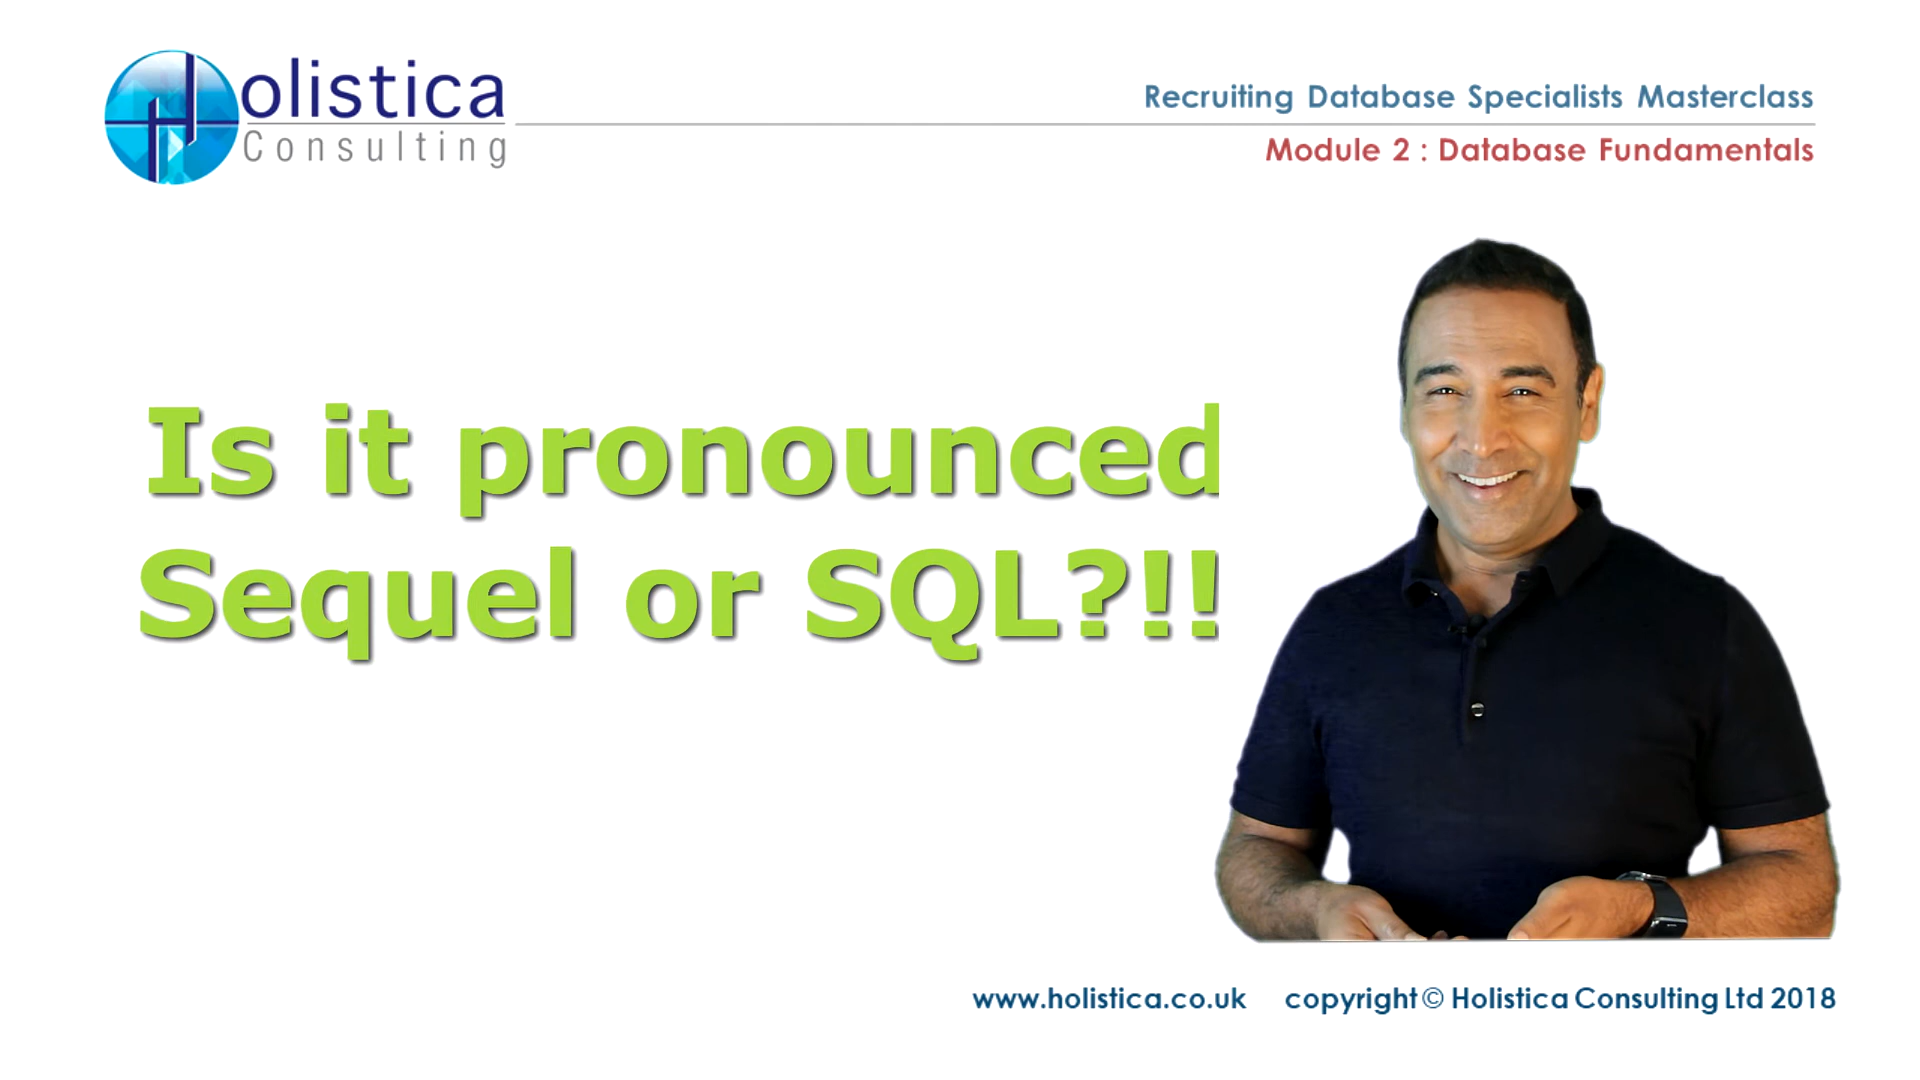 Holistica
Consulting
Recruiting Database Specialists Masterclass
Module 2 : Database Fundamentals
Is it pronounced
Sequel or SQL?!!
www.holistica.co.uk copyright © Holistica Consulting Ltd 2018